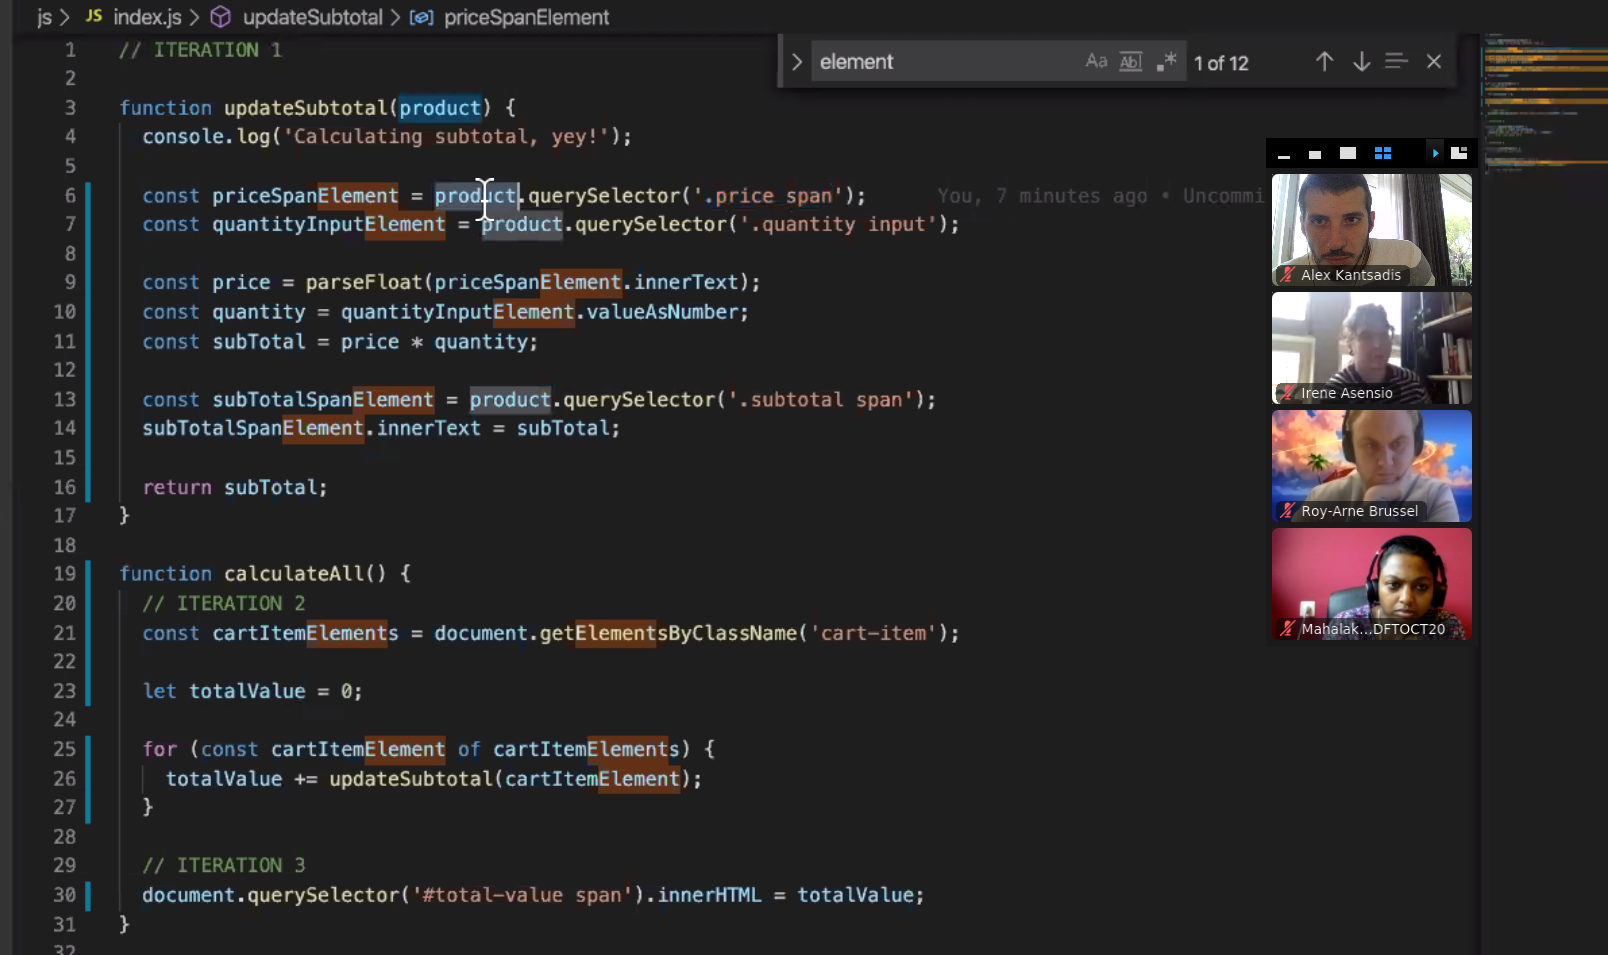 js > JS index.js > updateSubtotal > priceSpanElement
element Aa Abl .* 1 of 12
1 // ITERATION 1
2
3 function updateSubtotal(product) {
4 console.log('Calculating subtotal, yey!');
5
6 const priceSpanElement = product.querySelector('.price span'); You, 7 minutes ago • Uncommi
7 const quantityInputElement = product.querySelector('.quantity input');
8
9 const price = parseFloat(priceSpanElement.innerText);
10 const quantity = quantityInputElement.valueAsNumber;
11 const subTotal = price * quantity;
12
13 const subTotalSpanElement = product.querySelector('.subtotal span');
14 subTotalSpanElement.innerText = subTotal;
15
16 return subTotal;
17 }
18
19 function calculateAll() {
20 // ITERATION 2
21 const cartItemElements = document.getElementsByClassName('cart-item');
22
23 let totalValue = 0;
24
25 for (const cartItemElement of cartItemElements) {
26 totalValue += updateSubtotal(cartItemElement);
27 }
28
29 // ITERATION 3
30 document.querySelector('#total-value span').innerHTML = totalValue;
31 }
32
Alex Kantsadis
Irene Asensio
Roy-Arne Brussel
Mahalak...DFTOCT20